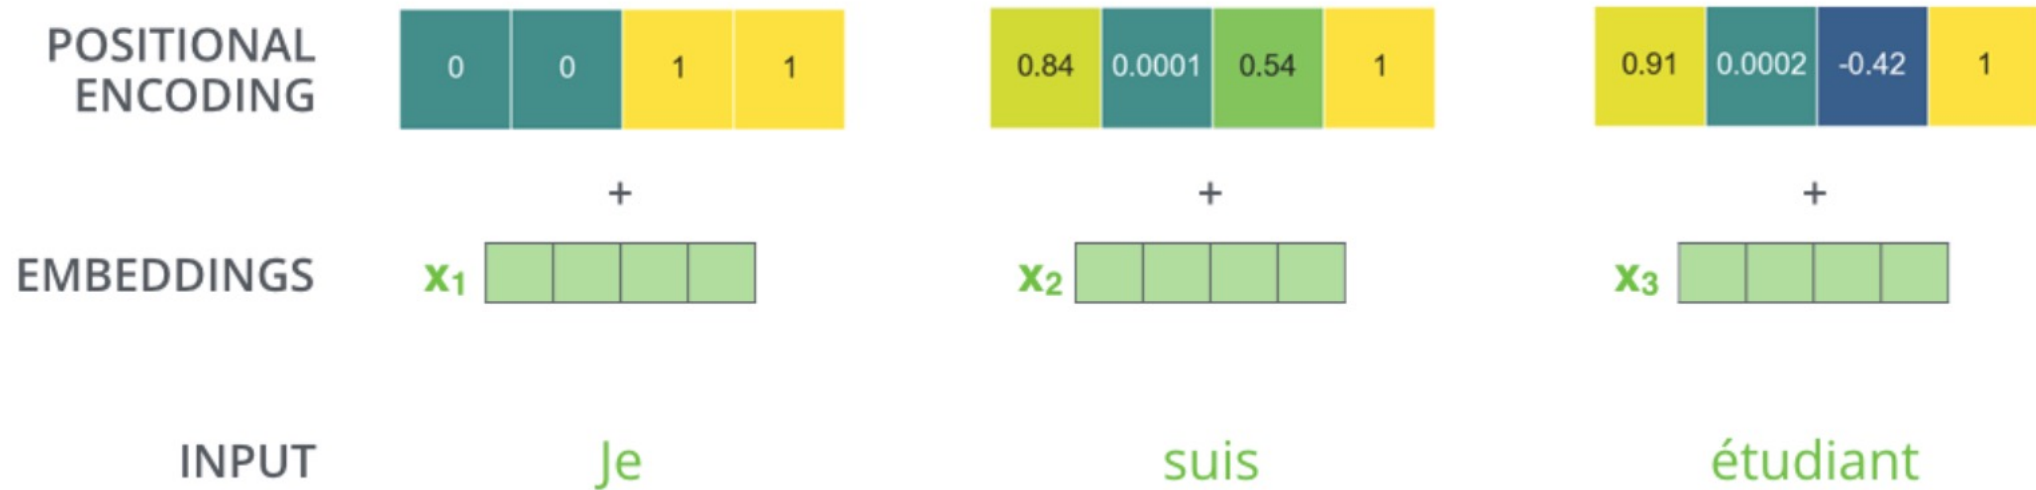 POSITIONAL
ENCODING
0 0 1 1
0.84 0.0001 0.54 1
0.91 0.0002 -0.42 1
+ + +
EMBEDDINGS x1 x2 x3
INPUT Je suis étudiant